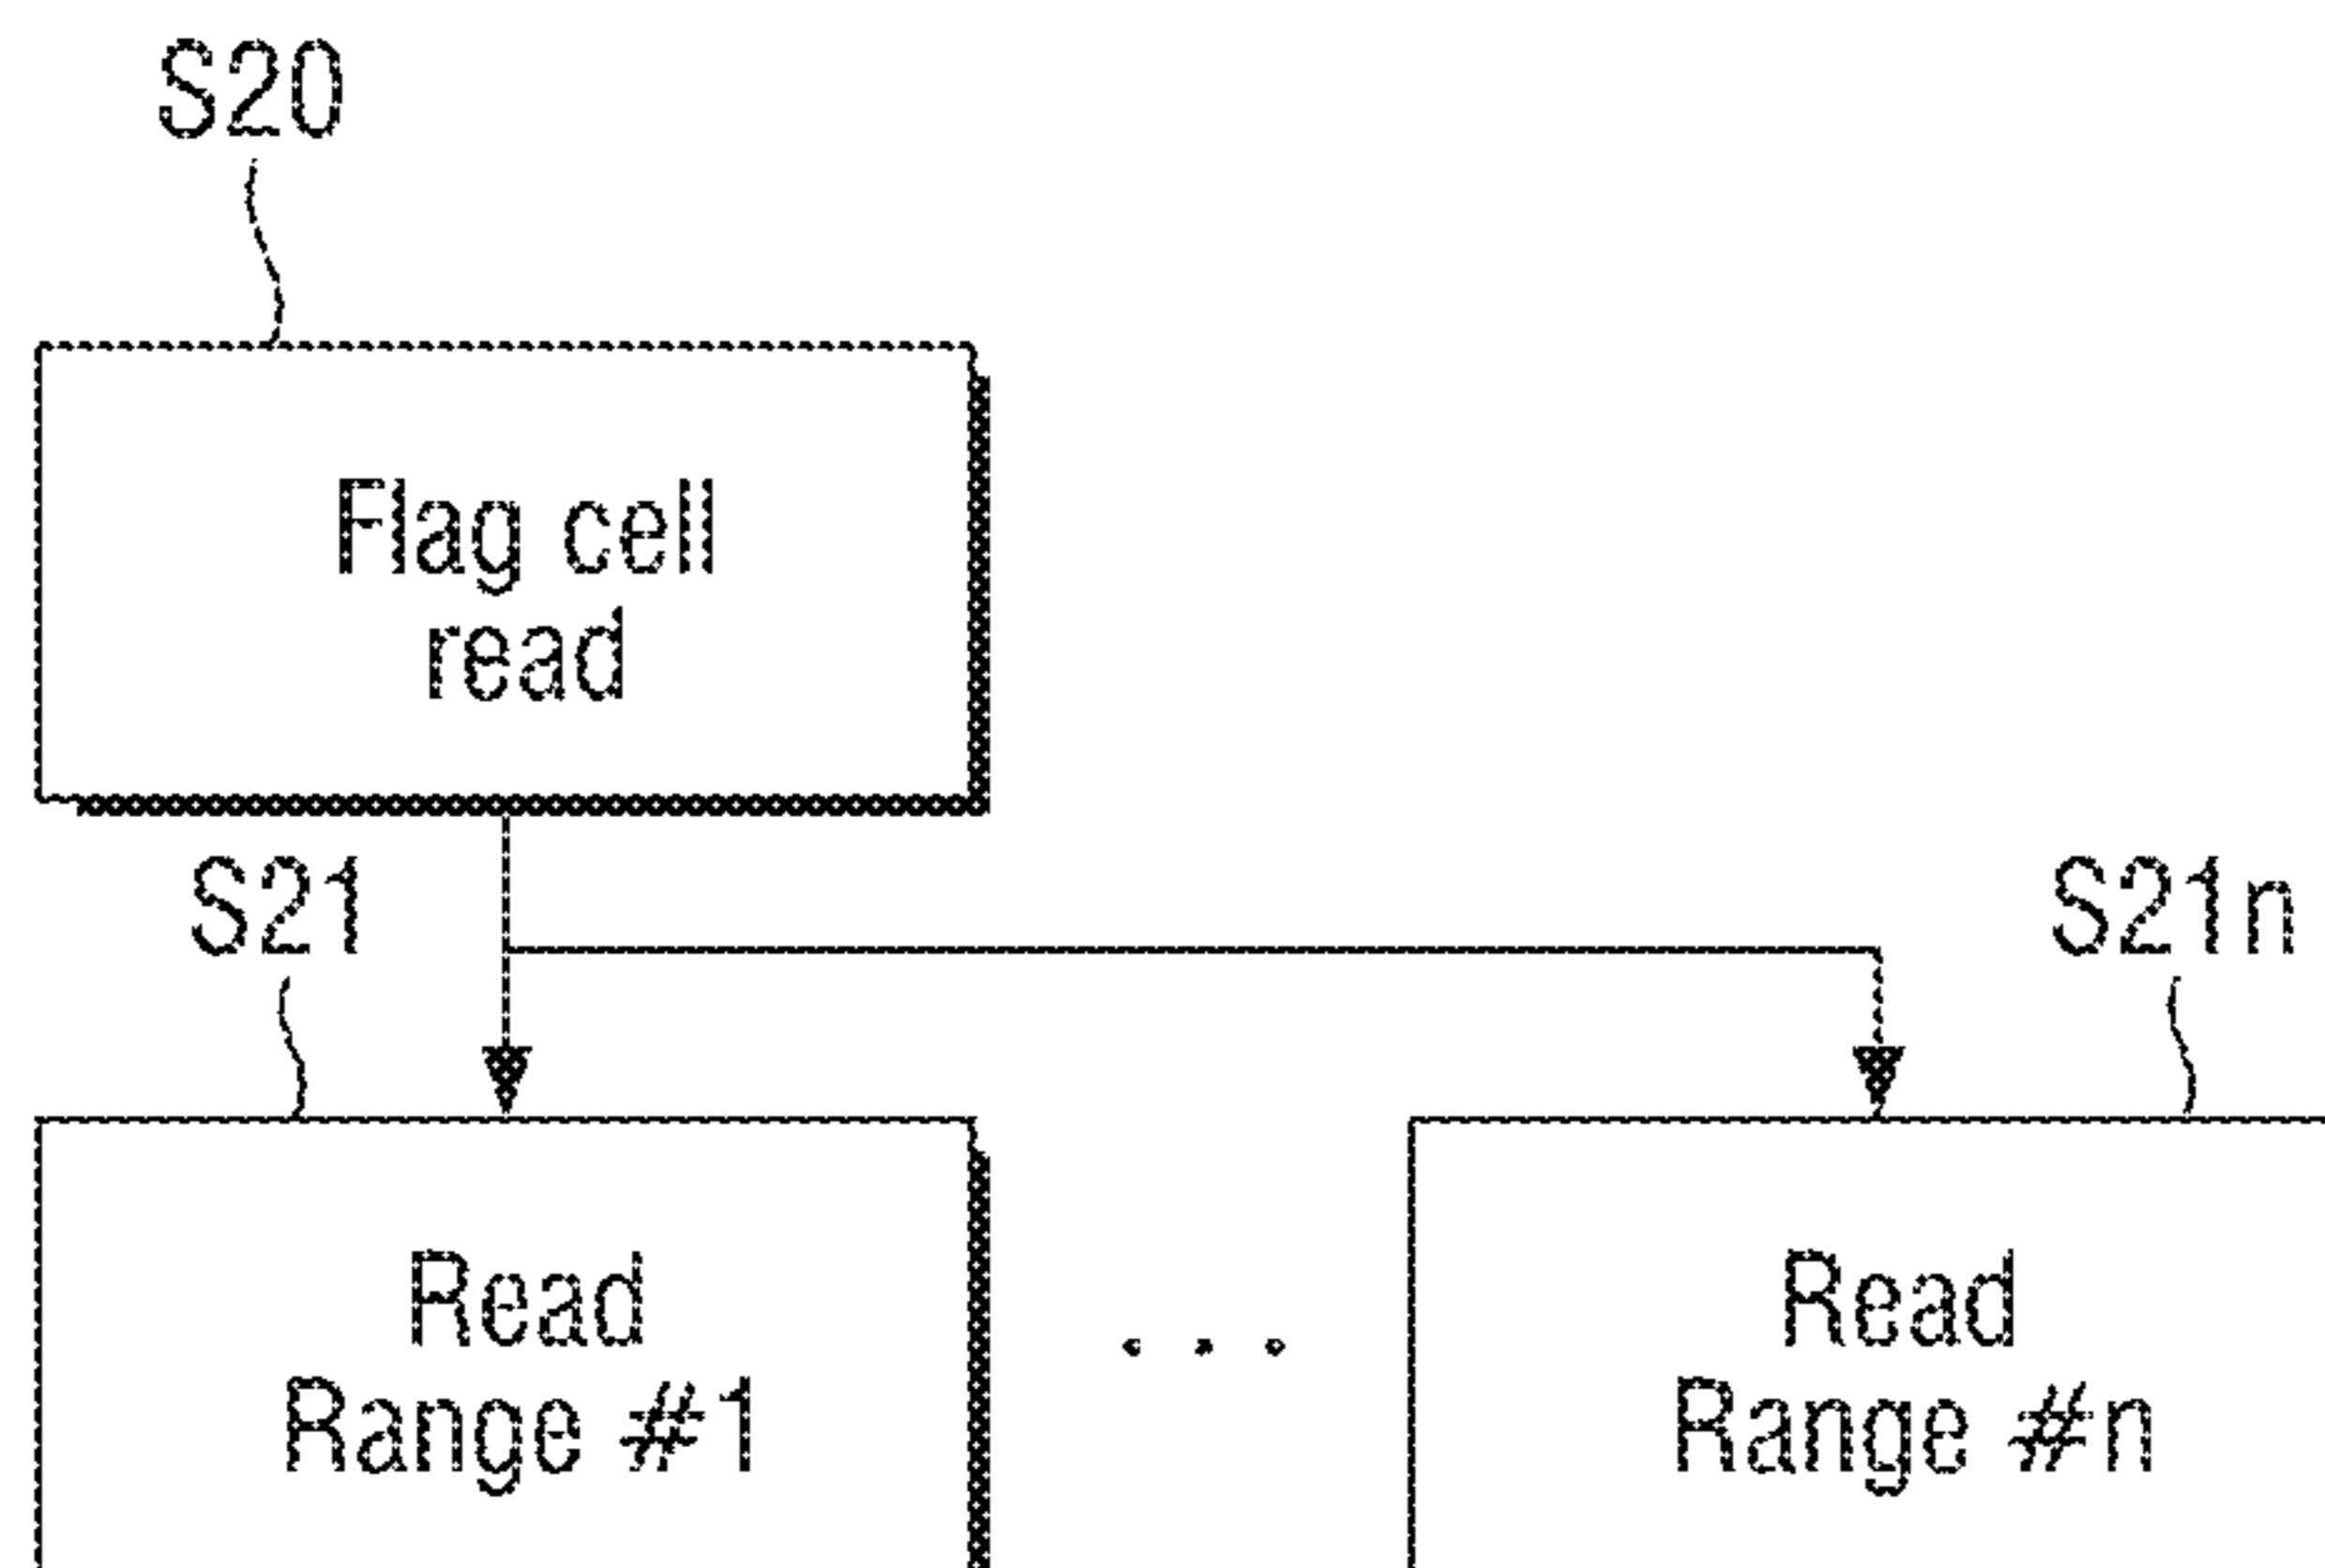 S20
Flag cell
read
S21
S21n
Read
Range #1
. . .
Read
Range #n